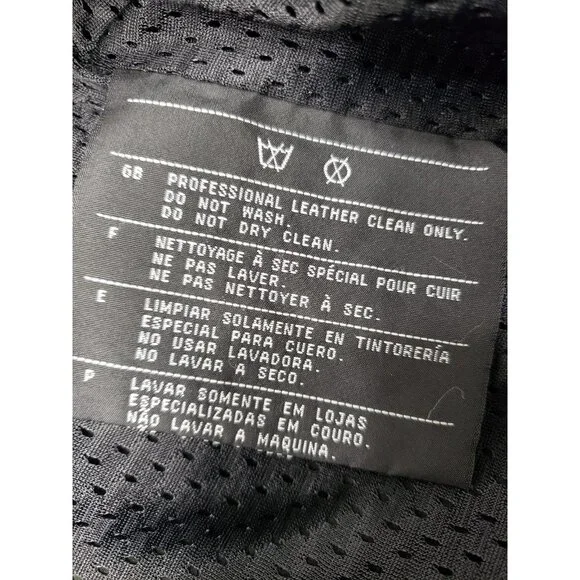 GB PROFESSIONAL LEATHER CLEAN ONLY.
DO NOT WASH.
DO NOT DRY CLEAN.
F NETTOYAGE À SEC SPÉCIAL POUR CUIR
NE PAS LAVER.
NE PAS NETTOYER À SEC.
E LIMPIAR SOLAMENTE EN TINTORERÍA
ESPECIAL PARA CUERO.
NO USAR LAVADORA.
NO LAVAR A SECO.
P LAVAR SOMENTE EM LOJAS
ESPECIALIZADAS EM COURO.
NÃO LAVAR A MAQUINA.